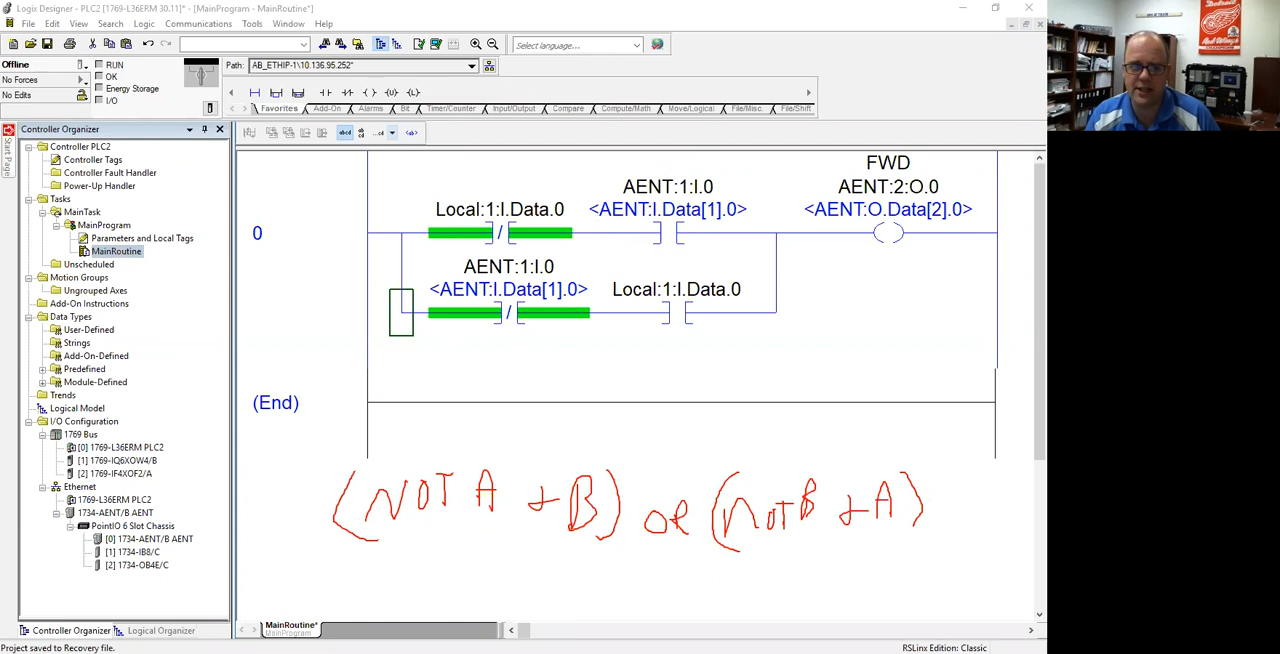 Logix Designer - PLC2 [1769-L36ERM 30.11]* - [MainProgram - MainRoutine*]
File Edit View Search Logic Communications Tools Window Help
Select language...
Offline RUN Path: AB_ETHIP-1\10.136.95.252*
No Forces OK
No Edits Energy Storage
I/O
Favorites Add-On Alarms Bit Timer/Counter Input/Output Compare Compute/Math Move/Logical File/Misc. File/Shift
Start Page
Controller Organizer
Controller PLC2
Controller Tags
Controller Fault Handler
Power-Up Handler
Tasks
MainTask
MainProgram
Parameters and Local Tags
MainRoutine
Unscheduled
Motion Groups
Ungrouped Axes
Add-On Instructions
Data Types
User-Defined
Strings
Add-On-Defined
Predefined
Module-Defined
Trends
Logical Model
I/O Configuration
1769 Bus
[0] 1769-L36ERM PLC2
[1] 1769-IQ6XOW4/B
[2] 1769-IF4XOF2/A
Ethernet
1769-L36ERM PLC2
1734-AENT/B AENT
PointIO 6 Slot Chassis
[0] 1734-AENT/B AENT
[1] 1734-IB8/C
[2] 1734-OB4E/C
Controller Organizer Logical Organizer
FWD
AENT:1:I.0 AENT:2:O.0
Local:1:I.Data.0 <AENT:I.Data[1].0> <AENT:O.Data[2].0>
0
AENT:1:I.0
<AENT:I.Data[1].0> Local:1:I.Data.0
(End)
(NOT A + B) OR (NOT B + A)
MainRoutine*
MainProgram
Project saved to Recovery file. RSLinx Edition: Classic
Detroit